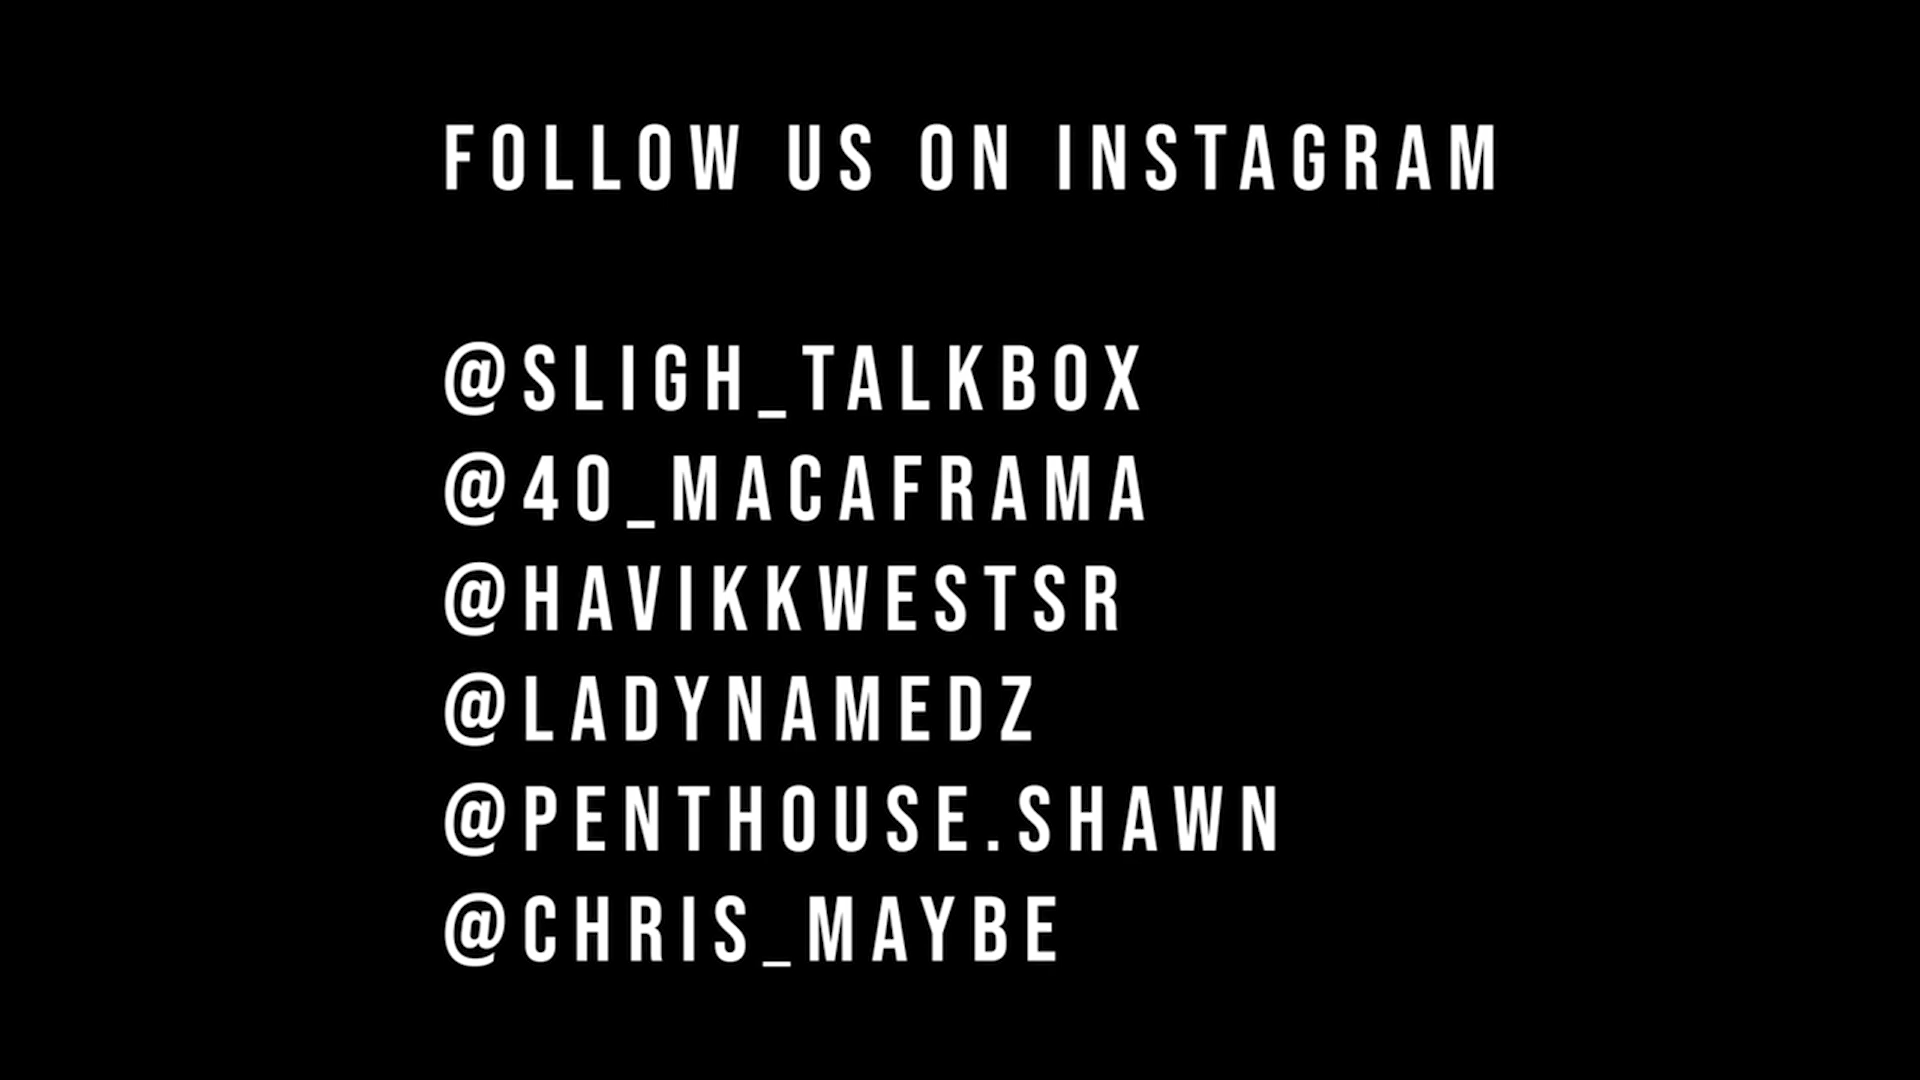 FOLLOW US ON INSTAGRAM
@SLIGH_TALKBOX
@40_MACAFRAMA
@HAVIKKWESTSR
@LADYNAMEDZ
@PENTHOUSE.SHAWN
@CHRIS_MAYBE